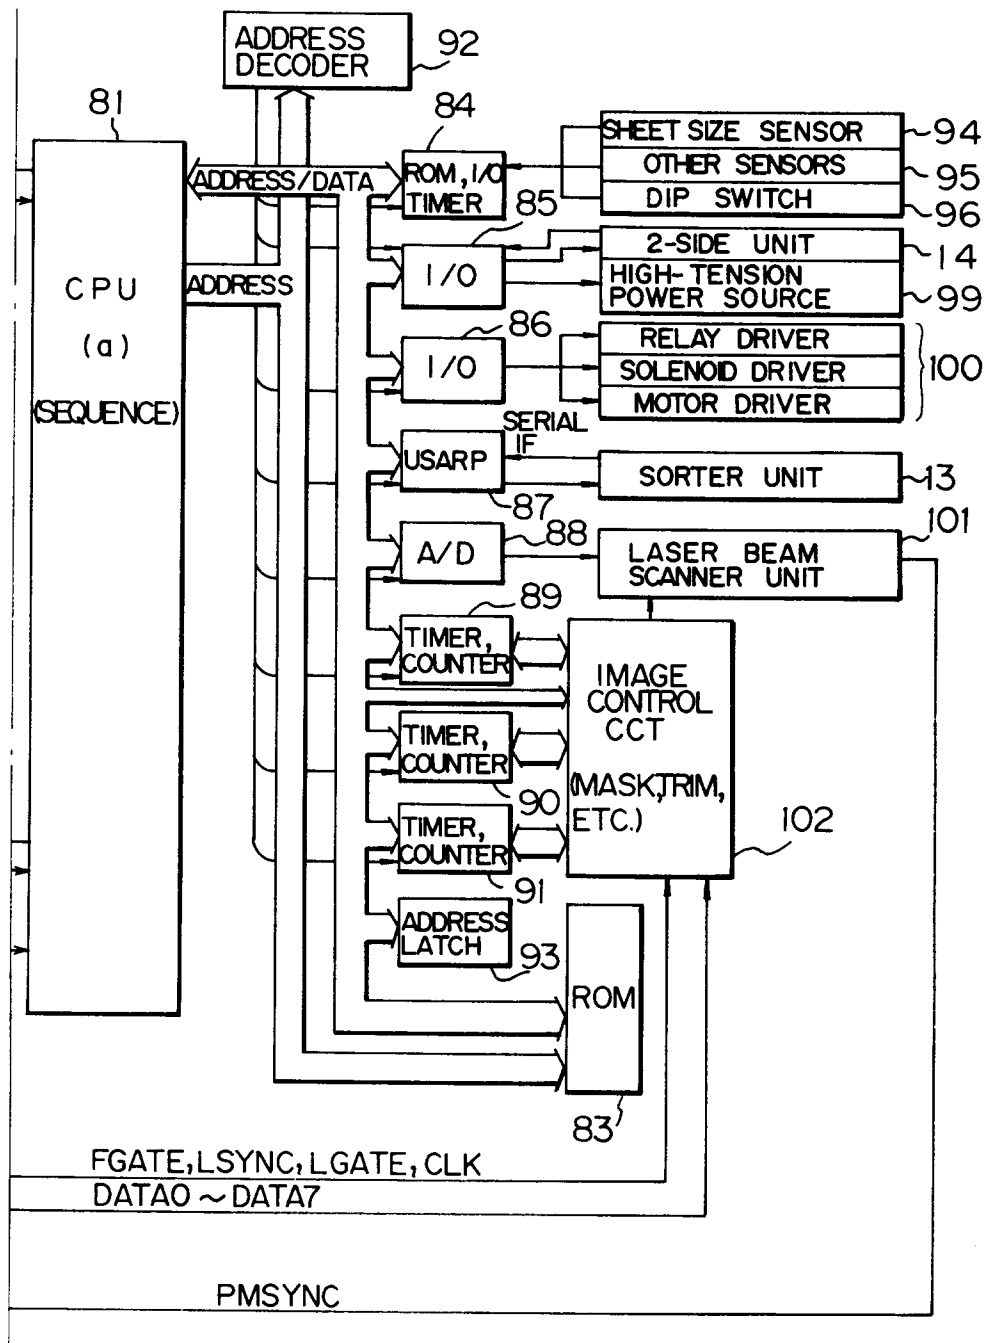 ADDRESS
DECODER
92
81
84
SHEET SIZE SENSOR
94
ADDRESS/DATA
ROM, I/O
TIMER
OTHER SENSORS
95
DIP SWITCH
96
85
CPU
(a)
(SEQUENCE)
ADDRESS
I/O
2-SIDE UNIT
14
HIGH-TENSION
POWER SOURCE
99
86
I/O
RELAY DRIVER
SOLENOID DRIVER
MOTOR DRIVER
100
SERIAL
IF
USARP
87
SORTER UNIT
13
A/D
88
LASER BEAM
SCANNER UNIT
101
89
TIMER,
COUNTER
IMAGE
CONTROL
CCT
(MASK,TRIM,
ETC.)
102
TIMER,
COUNTER
90
TIMER,
COUNTER
91
ADDRESS
LATCH
93
ROM
83
FGATE,LSYNC,LGATE,CLK
DATA0～DATA7
PMSYNC